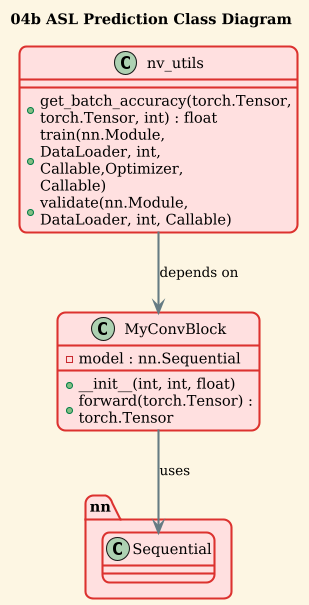 04b ASL Prediction Class Diagram
C nv_utils
get_batch_accuracy(torch.Tensor,
torch.Tensor, int) : float
train(nn.Module,
DataLoader, int,
Callable,Optimizer,
Callable)
validate(nn.Module,
DataLoader, int, Callable)
depends on
C MyConvBlock
model : nn.Sequential
__init__(int, int, float)
forward(torch.Tensor) :
torch.Tensor
uses
nn
C Sequential